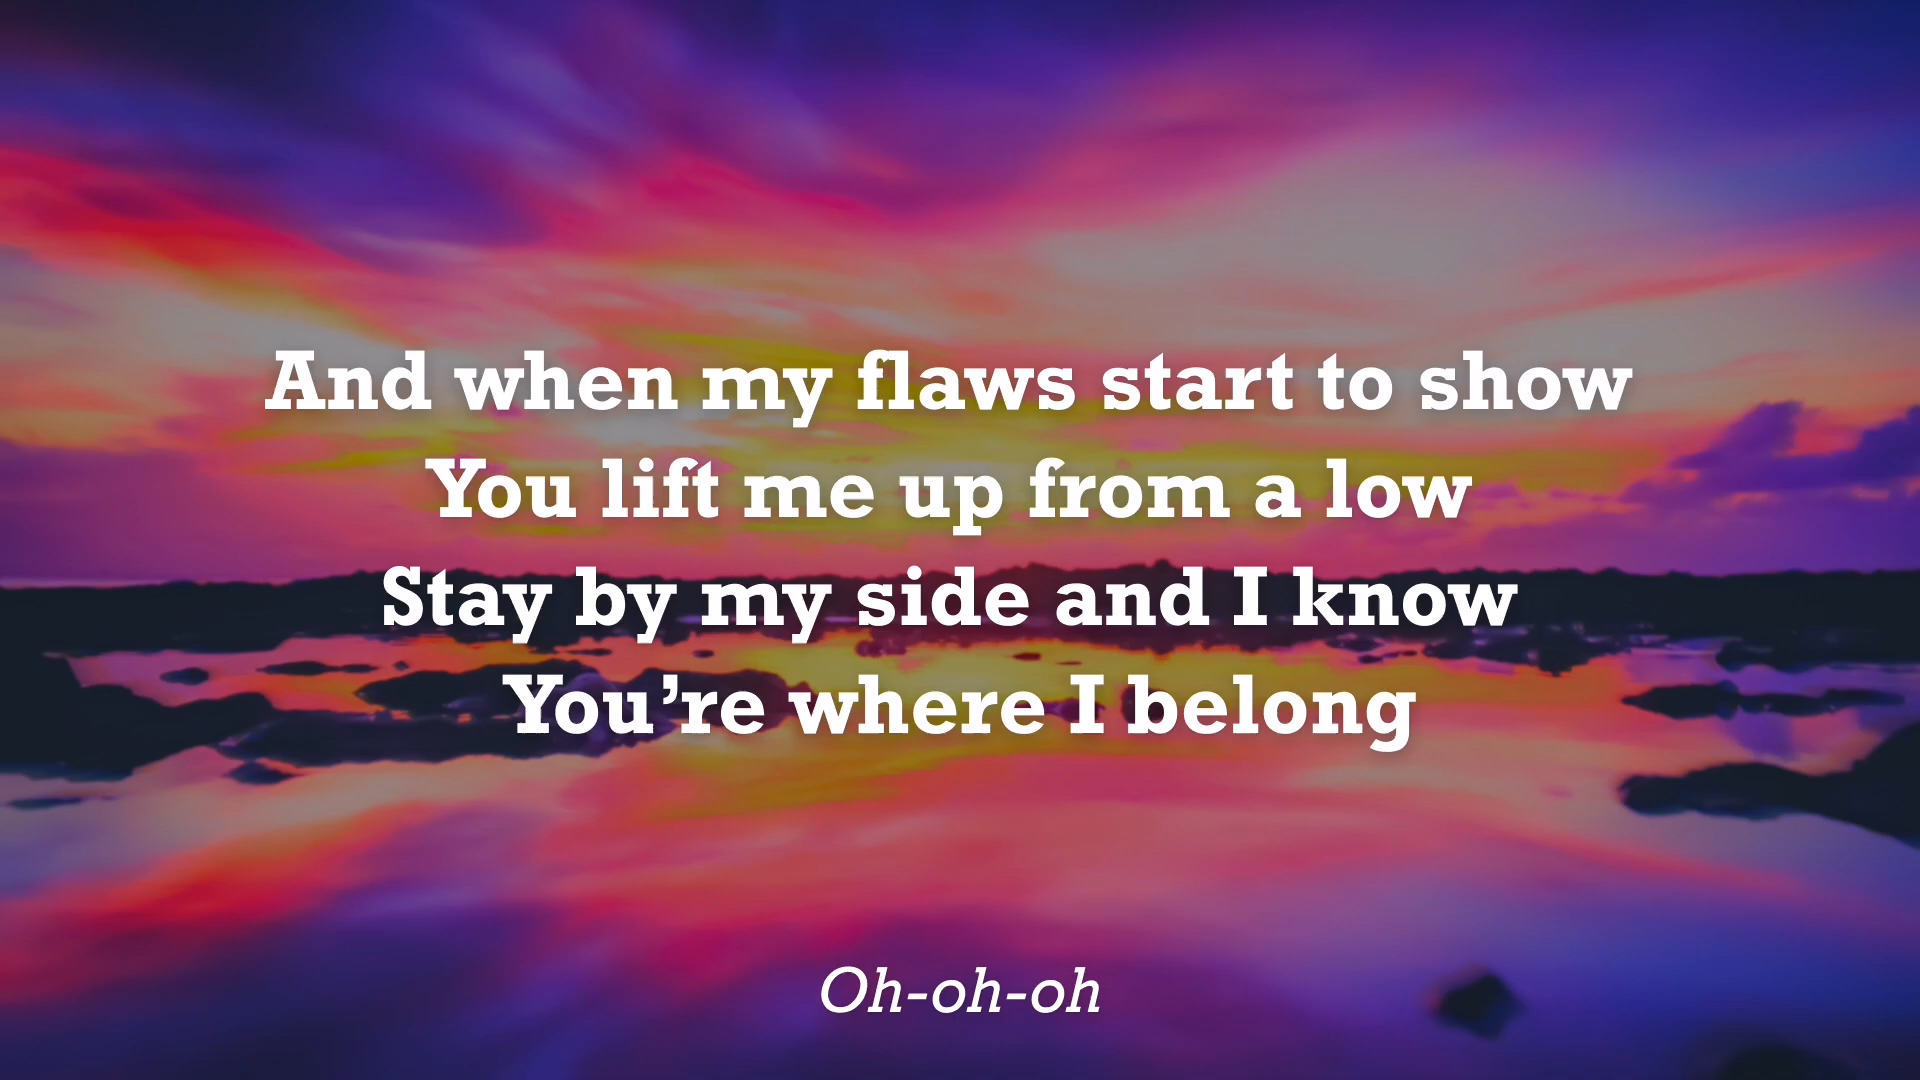 And when my flaws start to show
You lift me up from a low
Stay by my side and I know
You’re where I belong
Oh-oh-oh